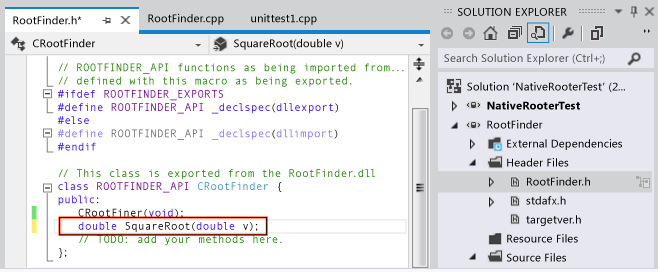 RootFinder.h*
RootFinder.cpp
unittest1.cpp
CRootFinder
SquareRoot(double v)
// ROOTFINDER_API functions as being imported from...
// defined with this macro as being exported.
#ifdef ROOTFINDER_EXPORTS
#define ROOTFINDER_API _declspec(dllexport)
#else
#define ROOTFINDER_API _declspec(dllimport)
#endif
// This class is exported from the RootFinder.dll
class ROOTFINDER_API CRootFinder {
public:
CRootFiner(void);
double SquareRoot(double v);
// TODO: add your methods here.
};
SOLUTION EXPLORER
Search Solution Explorer (Ctrl+;)
Solution 'NativeRooterTest' (2...
NativeRooterTest
RootFinder
External Dependencies
Header Files
RootFinder.h
stdafx.h
targetver.h
Resource Files
Source Files